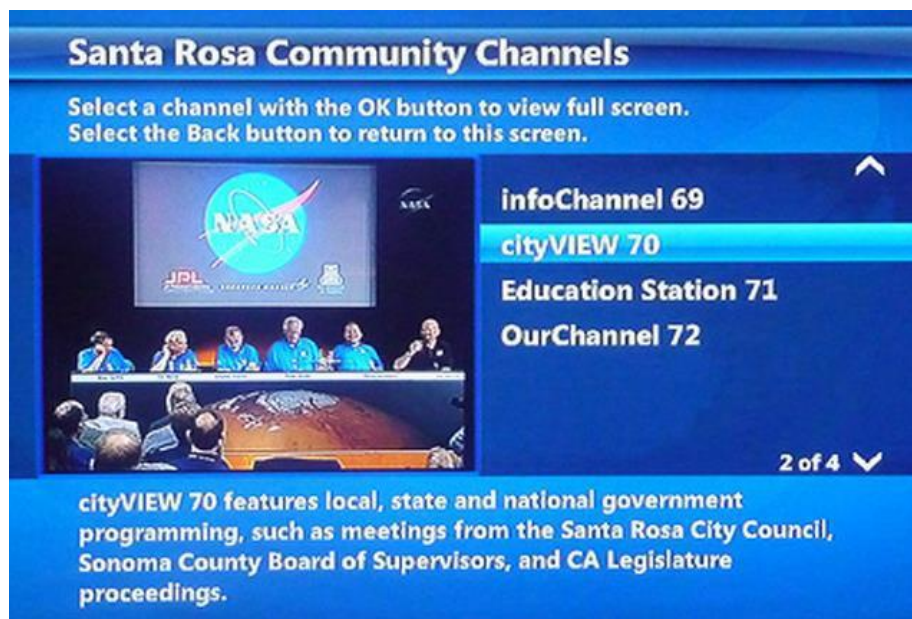 Santa Rosa Community Channels
Select a channel with the OK button to view full screen.
Select the Back button to return to this screen.
NASA
NASA
JPL
infoChannel 69
cityVIEW 70
Education Station 71
OurChannel 72
2 of 4
cityVIEW 70 features local, state and national government
programming, such as meetings from the Santa Rosa City Council,
Sonoma County Board of Supervisors, and CA Legislature
proceedings.